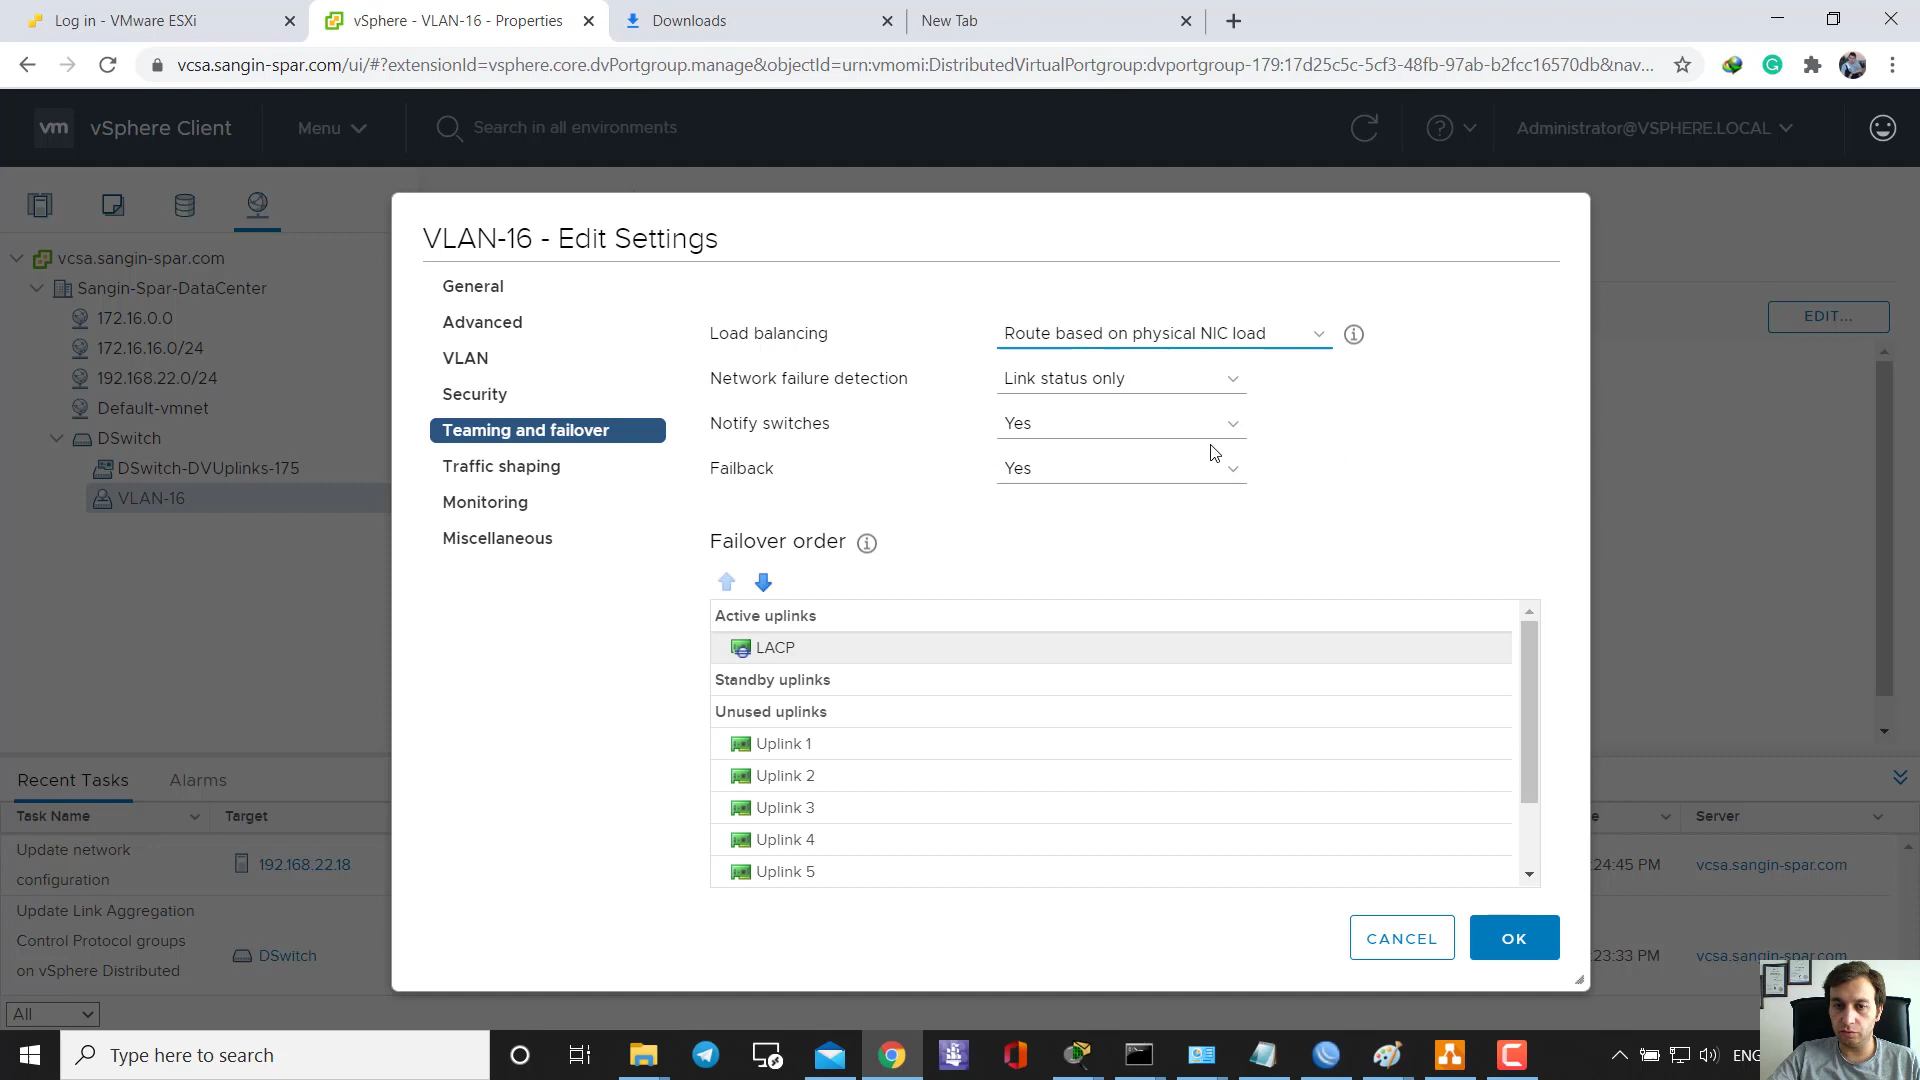 Log in - VMware ESXi
vSphere - VLAN-16 - Properties
Downloads
New Tab
vcsa.sangin-spar.com/ui/#?extensionId=vsphere.core.dvPortgroup.manage&objectId=urn:vmomi:DistributedVirtualPortgroup:dvportgroup-179:17d25c5c-5cf3-48fb-97ab-b2fcc16570db&nav...
vm
vSphere Client
Menu
Search in all environments
Administrator@VSPHERE.LOCAL
vcsa.sangin-spar.com
Sangin-Spar-DataCenter
172.16.0.0
172.16.16.0/24
192.168.22.0/24
Default-vmnet
DSwitch
DSwitch-DVUplinks-175
VLAN-16
EDIT...
VLAN-16 - Edit Settings
General
Advanced
VLAN
Security
Teaming and failover
Traffic shaping
Monitoring
Miscellaneous
Load balancing
Route based on physical NIC load
Network failure detection
Link status only
Notify switches
Yes
Failback
Yes
Failover order
Active uplinks
LACP
Standby uplinks
Unused uplinks
Uplink 1
Uplink 2
Uplink 3
Uplink 4
Uplink 5
CANCEL
OK
Recent Tasks
Alarms
Task Name
Target
e
Server
Update network
configuration
192.168.22.18
24:45 PM
vcsa.sangin-spar.com
Update Link Aggregation
Control Protocol groups
on vSphere Distributed
DSwitch
23:33 PM
vcsa.sangin-spar.com
All
Type here to search
ENG